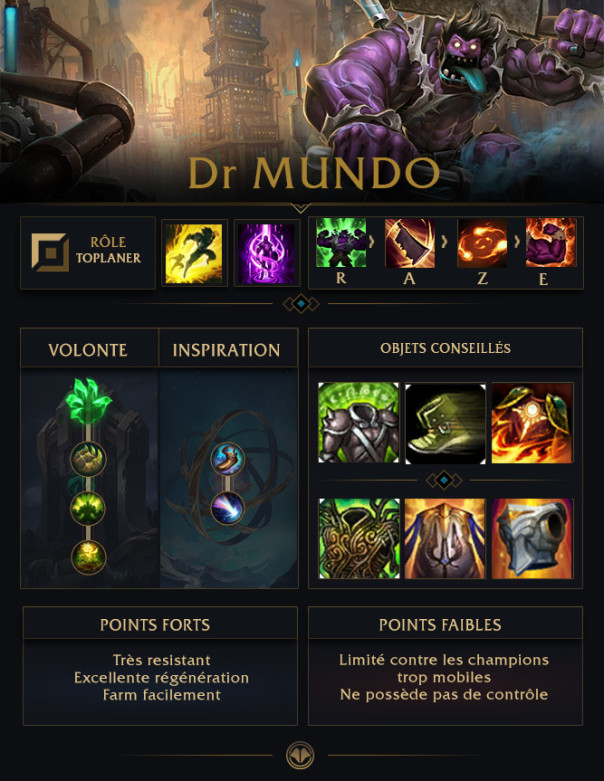 Dr MUNDO
RÔLE
TOPLANER
R
A
Z
E
VOLONTE
INSPIRATION
OBJETS CONSEILLÉS
POINTS FORTS
Très resistant
Excellente régénération
Farm facilement
POINTS FAIBLES
Limité contre les champions
trop mobiles
Ne possède pas de contrôle